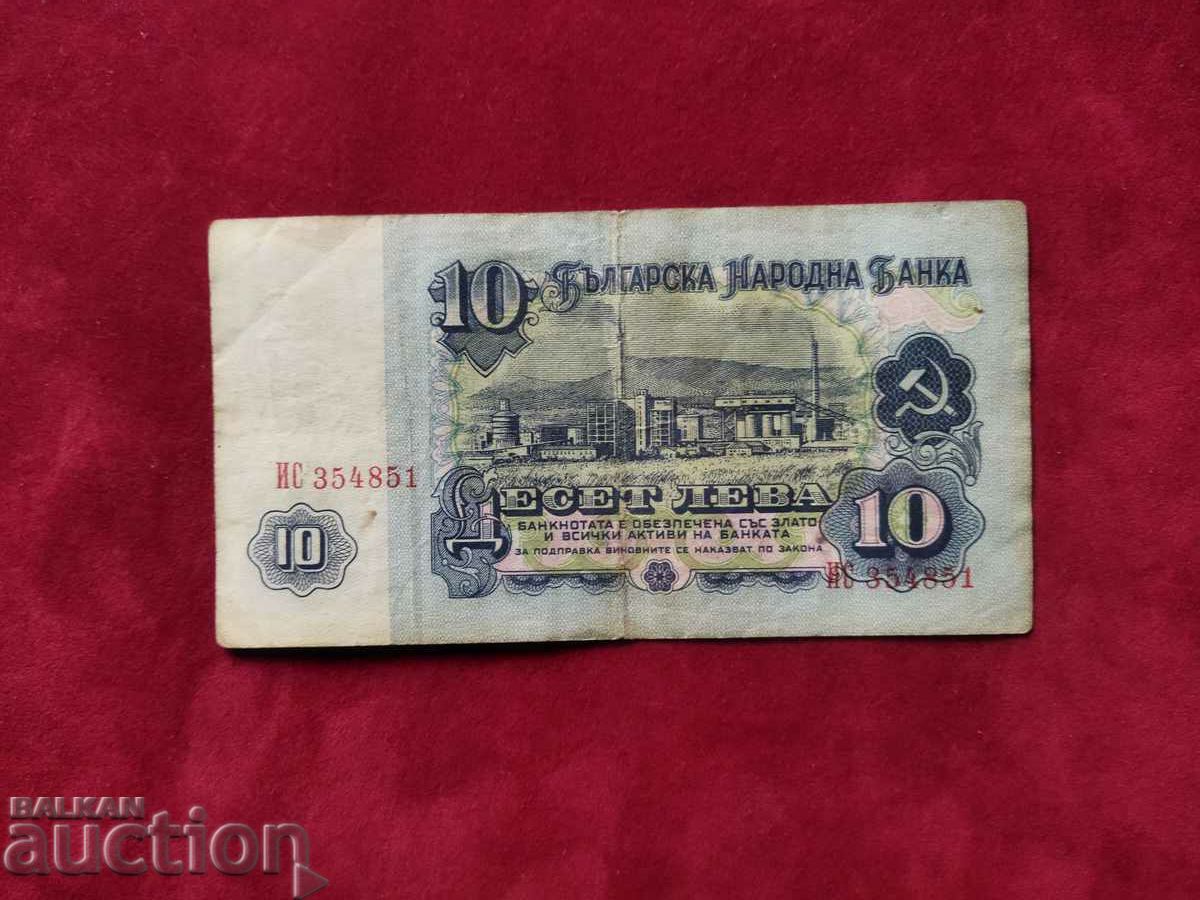 10 БЪЛГАРСКА НАРОДНА БАНКА
ИС 354851
10
ДЕСЕТ ЛЕВА
БАНКНОТАТА Е ОБЕЗПЕЧЕНА СЪС ЗЛАТО
И ВСИЧКИ АКТИВИ НА БАНКАТА
ЗА ПОДПРАВКА ВИНОВНИТЕ СЕ НАКАЗВАТ ПО ЗАКОНА
10
ИС 354851
BALKAN
auction